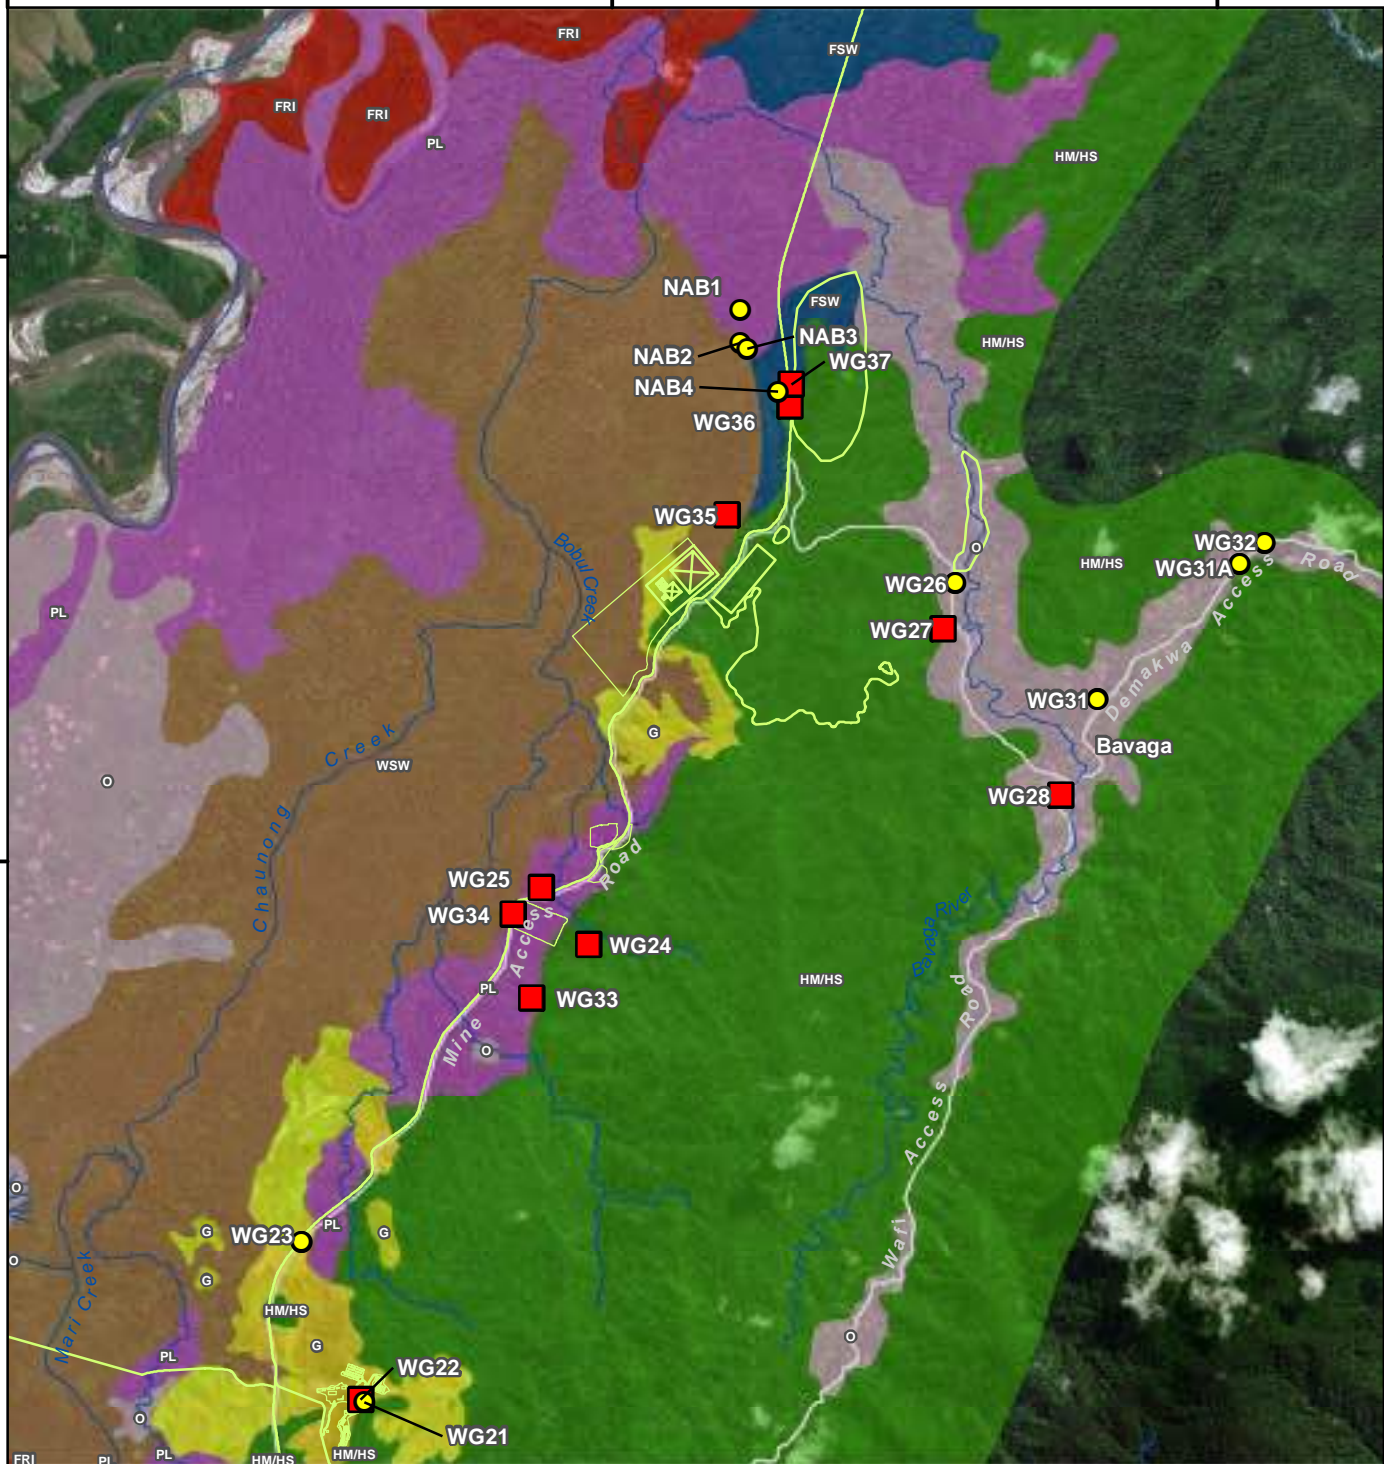 FRI
FSW
FRI
FRI
PL
HM/HS
NAB1
FSW
NAB3
HM/HS
NAB2
WG37
NAB4
WG36
WG35
WG32
Bobul Creek
O
HM/HS
Road
WG31A
WG26
Access
PL
WG27
Demakwa
WG31
G
Creek
Bavaga
WSW
O
WG28
Chaunong
Road
WG25
WG34
Access
Bavaga River
WG24
HM/HS
PL
WG33
Road
Mine
O
Access
O
PL
G
G
WG23
Wafi
O
G
Mari Creek
HM/HS
O
G
PL
WG22
O
WG21
FRI
PL
PL
HM/HS
HM/HS